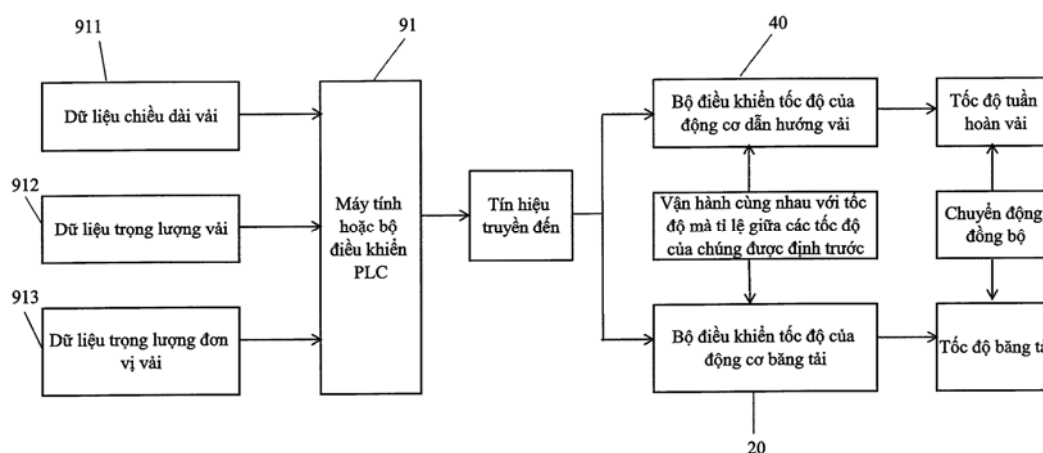 911
Dữ liệu chiều dài vải
912
Dữ liệu trọng lượng vải
913
Dữ liệu trọng lượng đơn
vị vải
91
Máy tính
hoặc bộ
điều khiển
PLC
Tín hiệu
truyền đến
40
Bộ điều khiển tốc độ của
động cơ dẫn hướng vải
Vận hành cùng nhau với tốc
độ mà tỉ lệ giữa các tốc độ
của chúng được định trước
Bộ điều khiển tốc độ của
động cơ băng tải
20
Tốc độ tuần
hoàn vải
Chuyển động
đồng bộ
Tốc độ băng tả